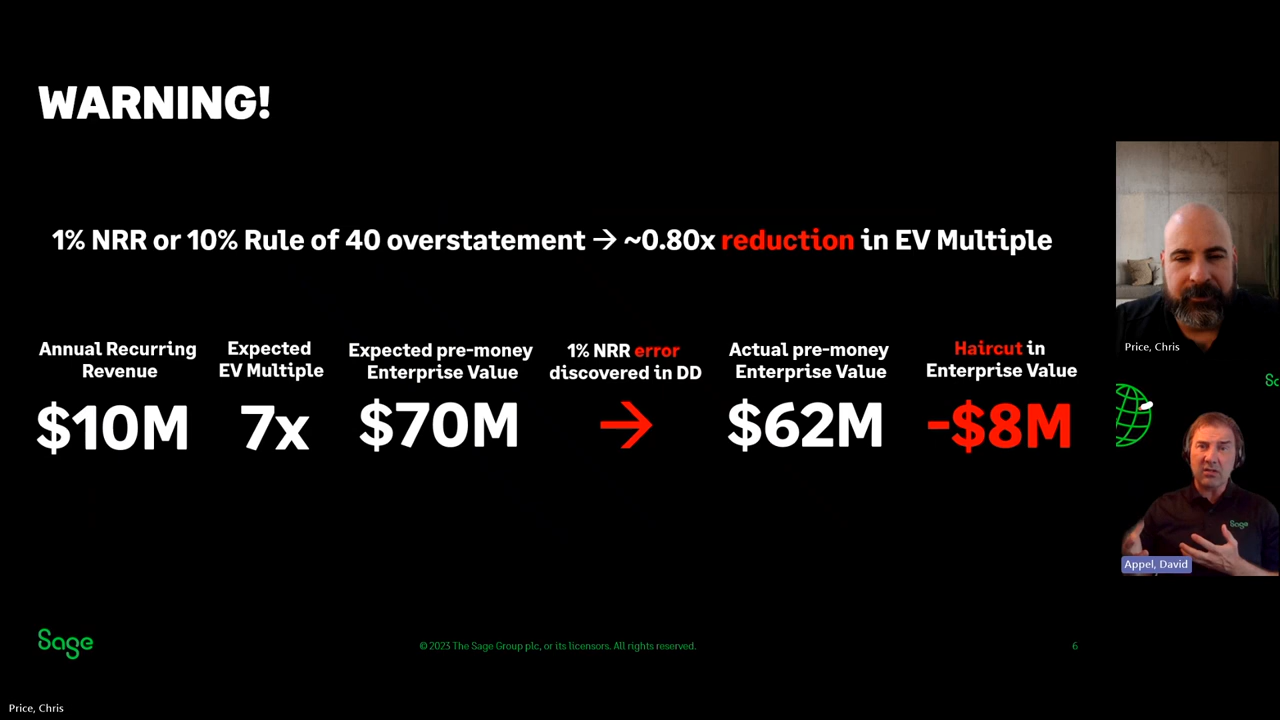 WARNING!
1% NRR or 10% Rule of 40 overstatement → ~0.80x reduction in EV Multiple
Annual Recurring
Revenue
$10M
Expected
EV Multiple
7x
Expected pre-money
Enterprise Value
$70M
1% NRR error
discovered in DD
→
Actual pre-money
Enterprise Value
$62M
Haircut in
Enterprise Value
-$8M
Price, Chris
Sage
Appel, David
Sage
© 2023 The Sage Group plc, or its licensors. All rights reserved.
6
Price, Chris